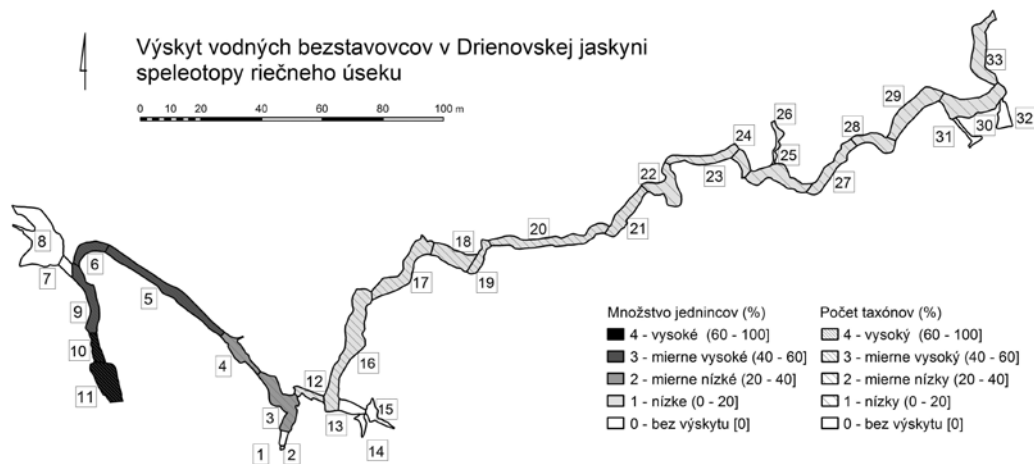 Výskyt vodných bezstavovcov v Drienovskej jaskyni
speleotopy riečneho úseku
0 20 40 60 80 100 m
33
29
26
32
24
28
30
31
22
25
23
27
8
18
20
21
7
6
17
19
5
9
10
4
16
12
11
15
3
13
14
1
2
Množstvo jednincov (%)
4 - vysoké (60 - 100)
3 - mierne vysoké (40 - 60)
2 - mierne nízké (20 - 40)
1 - nízke (0 - 20)
0 - bez výskytu [0]
Počet taxónov (%)
4 - vysoký (60 - 100]
3 - mierne vysoký (40 - 60)
2 - mierne nízky (20 - 40)
1 - nízky (0 - 20)
0 - bez výskytu [0]